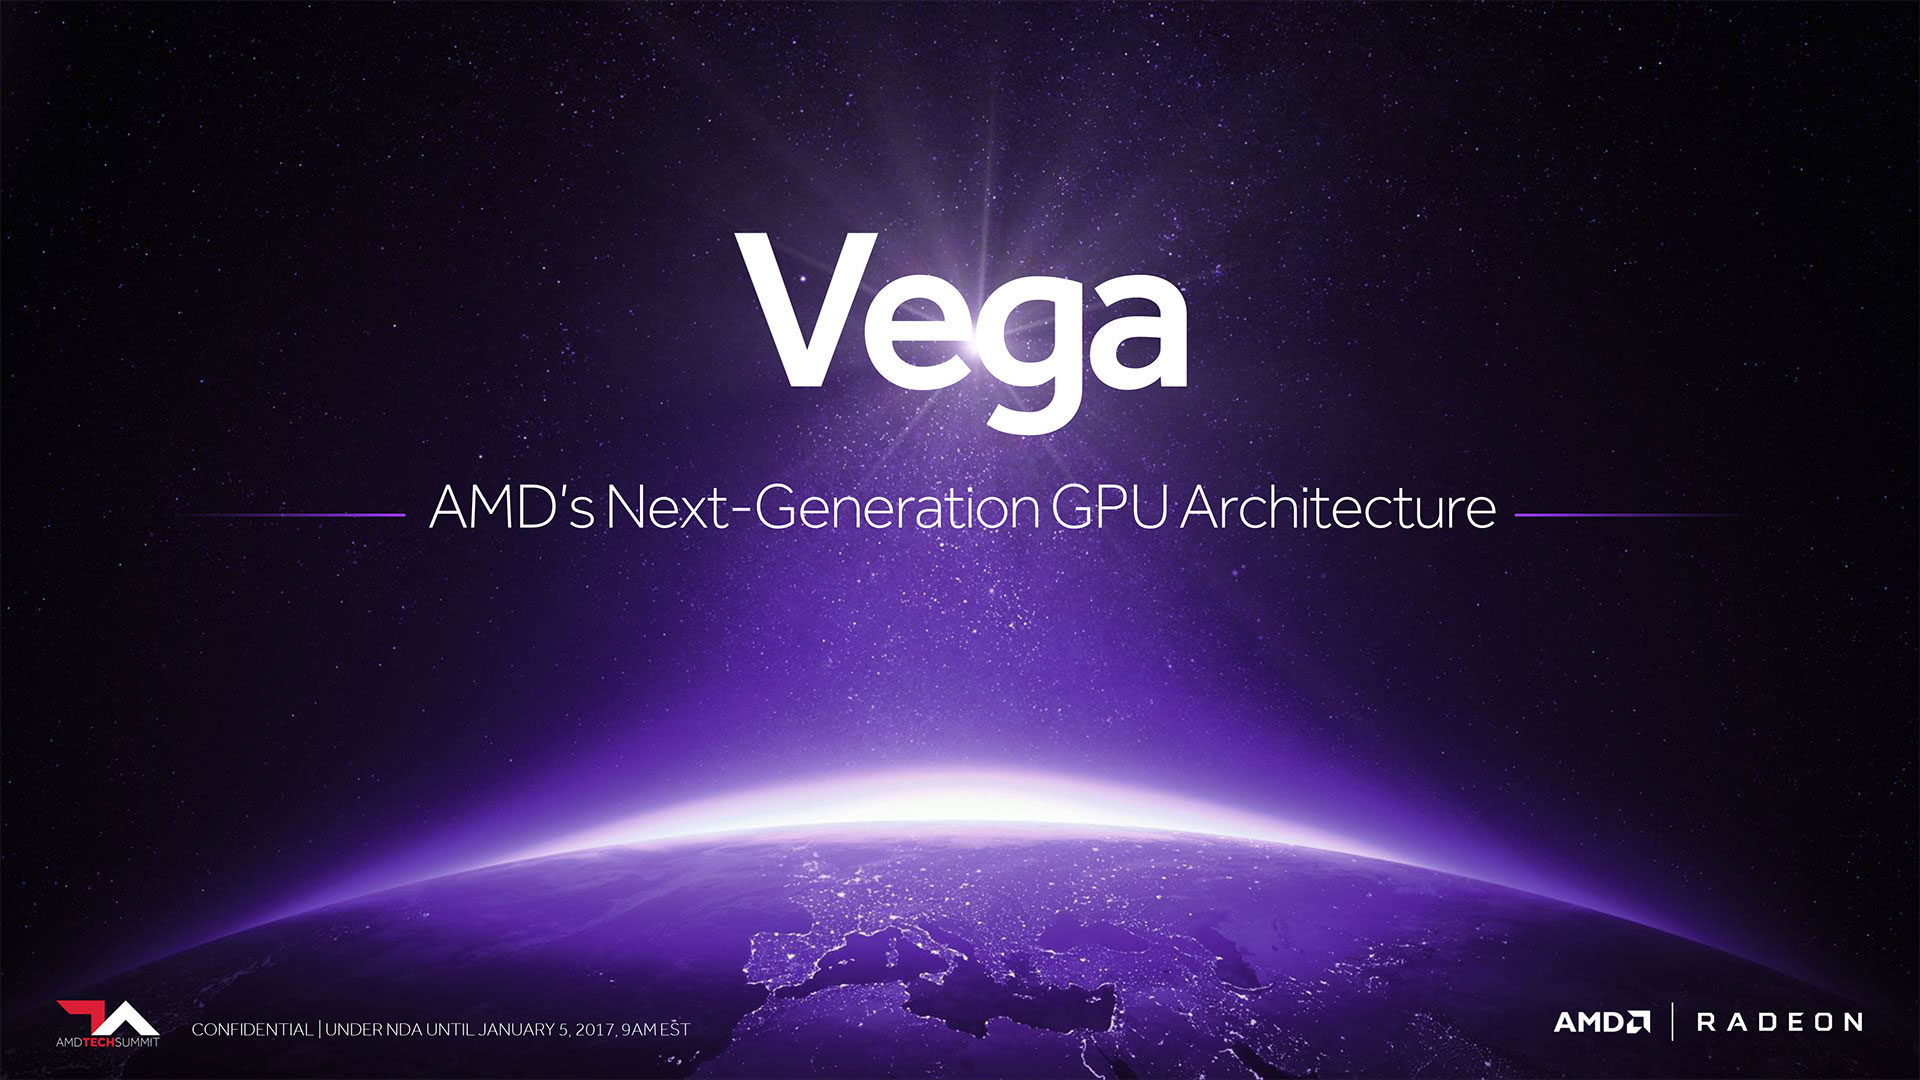 Vega
AMD's Next-Generation GPU Architecture
AMDTECHSUMMIT
CONFIDENTIAL | UNDER NDA UNTIL JANUARY 5, 2017, 9AM EST
AMD | RADEON